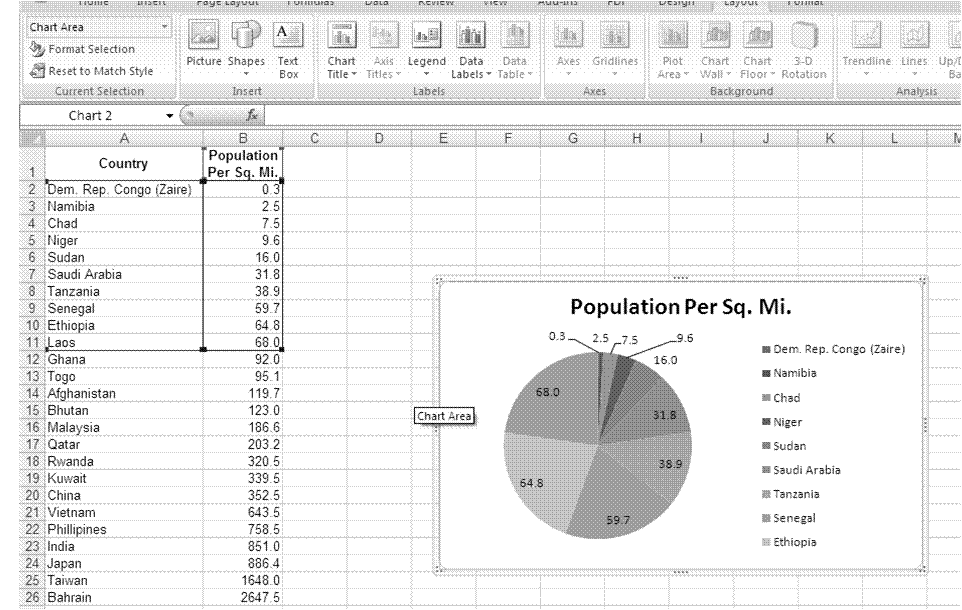 Home Insert Page Layout Formulas Data Review View Add-Ins PDF Design Layout Format
Chart Area
Format Selection
Reset to Match Style
Current Selection
Picture Shapes Text Box
Insert
Chart Title Axis Titles Legend Data Labels Data Table
Labels
Axes Gridlines
Axes
Plot Area Chart Wall Chart Floor 3-D Rotation
Background
Trendline Lines
Analysis
Chart 2 fx
A B C D E F G H I J K L
1 Country Population Per Sq. Mi.
2 Dem. Rep. Congo (Zaire) 0.3
3 Namibia 2.5
4 Chad 7.5
5 Niger 9.6
6 Sudan 16.0
7 Saudi Arabia 31.8
8 Tanzania 38.9
9 Senegal 59.7
10 Ethiopia 64.8
11 Laos 68.0
12 Ghana 92.0
13 Togo 95.1
14 Afghanistan 119.7
15 Bhutan 123.0
16 Malaysia 186.6
17 Qatar 203.2
18 Rwanda 320.5
19 Kuwait 339.5
20 China 352.5
21 Vietnam 643.5
22 Phillipines 758.5
23 India 851.0
24 Japan 886.4
25 Taiwan 1648.0
26 Bahrain 2647.5
Chart Area
Population Per Sq. Mi.
0.3 2.5 7.5 9.6
16.0
68.0
31.8
38.9
64.8
59.7
Dem. Rep. Congo (Zaire)
Namibia
Chad
Niger
Sudan
Saudi Arabia
Tanzania
Senegal
Ethiopia